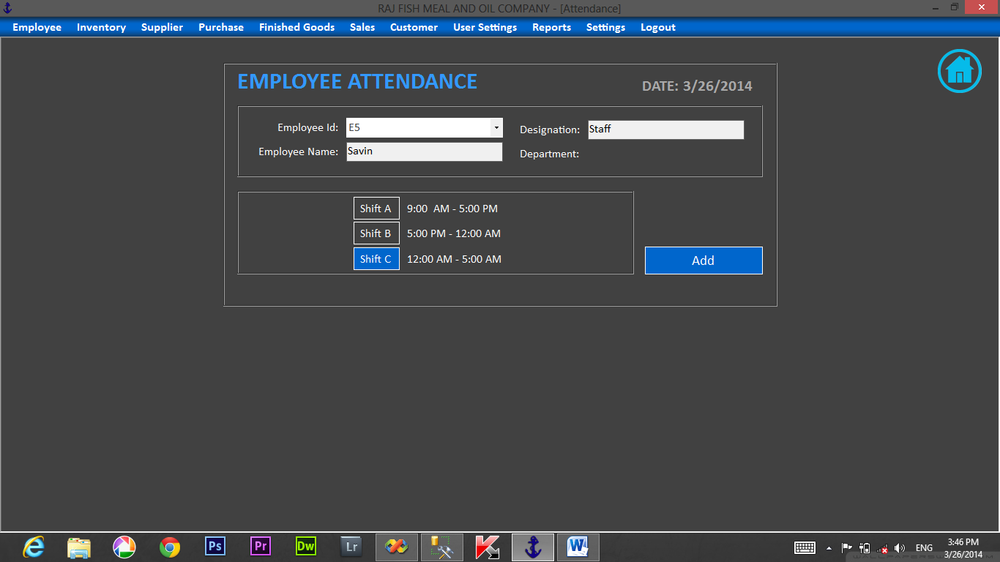 RAJ FISH MEAL AND OIL COMPANY - [Attendance]
Employee Inventory Supplier Purchase Finished Goods Sales Customer User Settings Reports Settings Logout
EMPLOYEE ATTENDANCE
DATE: 3/26/2014
Employee Id: E5
Designation: Staff
Employee Name: Savin
Department:
Shift A 9:00  AM - 5:00 PM
Shift B 5:00 PM - 12:00 AM
Shift C 12:00 AM - 5:00 AM
Add
Ps Pr Dw Lr
ENG
3:46 PM
3/26/2014